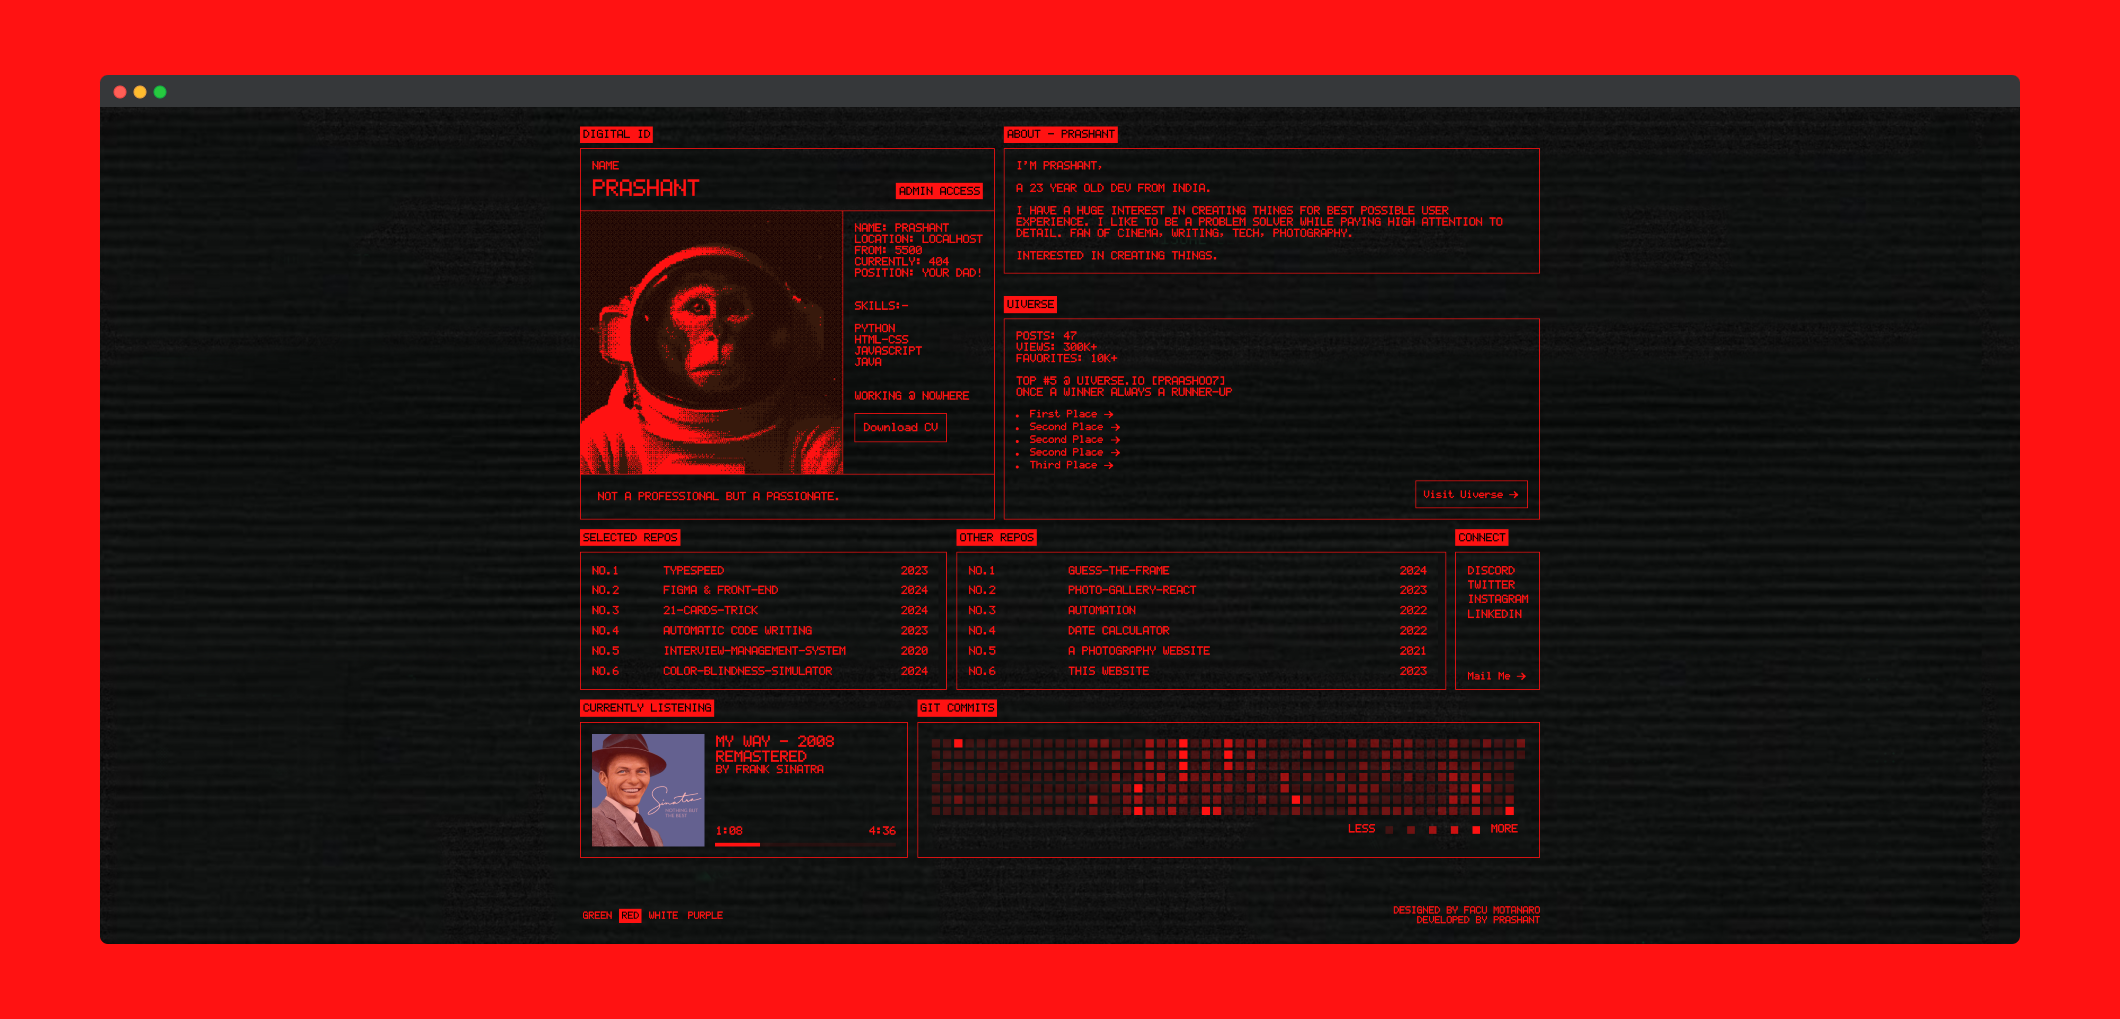 DIGITAL ID
NAME
PRASHANT
ADMIN ACCESS
NAME: PRASHANT
LOCATION: LOCALHOST
FROM: 5500
CURRENTLY: 404
POSITION: YOUR DAD!
SKILLS:-
PYTHON
HTML-CSS
JAVASCRIPT
JAVA
WORKING @ NOWHERE
Download CV
NOT A PROFESSIONAL BUT A PASSIONATE.
ABOUT - PRASHANT
I'M PRASHANT,
A 23 YEAR OLD DEV FROM INDIA.
I HAVE A HUGE INTEREST IN CREATING THINGS FOR BEST POSSIBLE USER
EXPERIENCE. I LIKE TO BE A PROBLEM SOLVER WHILE PAYING HIGH ATTENTION TO
DETAIL. FAN OF CINEMA, WRITING, TECH, PHOTOGRAPHY.
INTERESTED IN CREATING THINGS.
UIVERSE
POSTS: 47
VIEWS: 300K+
FAVORITES: 10K+
TOP #5 @ UIVERSE.IO [PRAASHOO7]
ONCE A WINNER ALWAYS A RUNNER-UP
• First Place →
• Second Place →
• Second Place →
• Second Place →
• Third Place →
Visit Uiverse →
SELECTED REPOS
NO.1 TYPESPEED 2023
NO.2 FIGMA & FRONT-END 2024
NO.3 21-CARDS-TRICK 2024
NO.4 AUTOMATIC CODE WRITING 2023
NO.5 INTERVIEW-MANAGEMENT-SYSTEM 2020
NO.6 COLOR-BLINDNESS-SIMULATOR 2024
OTHER REPOS
NO.1 GUESS-THE-FRAME 2024
NO.2 PHOTO-GALLERY-REACT 2023
NO.3 AUTOMATION 2022
NO.4 DATE CALCULATOR 2022
NO.5 A PHOTOGRAPHY WEBSITE 2021
NO.6 THIS WEBSITE 2023
CONNECT
DISCORD
TWITTER
INSTAGRAM
LINKEDIN
Mail Me →
CURRENTLY LISTENING
Sinatra
NOTHING BUT
THE BEST
MY WAY - 2008
REMASTERED
BY FRANK SINATRA
1:08 4:36
GIT COMMITS
LESS MORE
GREEN RED WHITE PURPLE
DESIGNED BY FACU MOTANARO
DEVELOPED BY PRASHANT